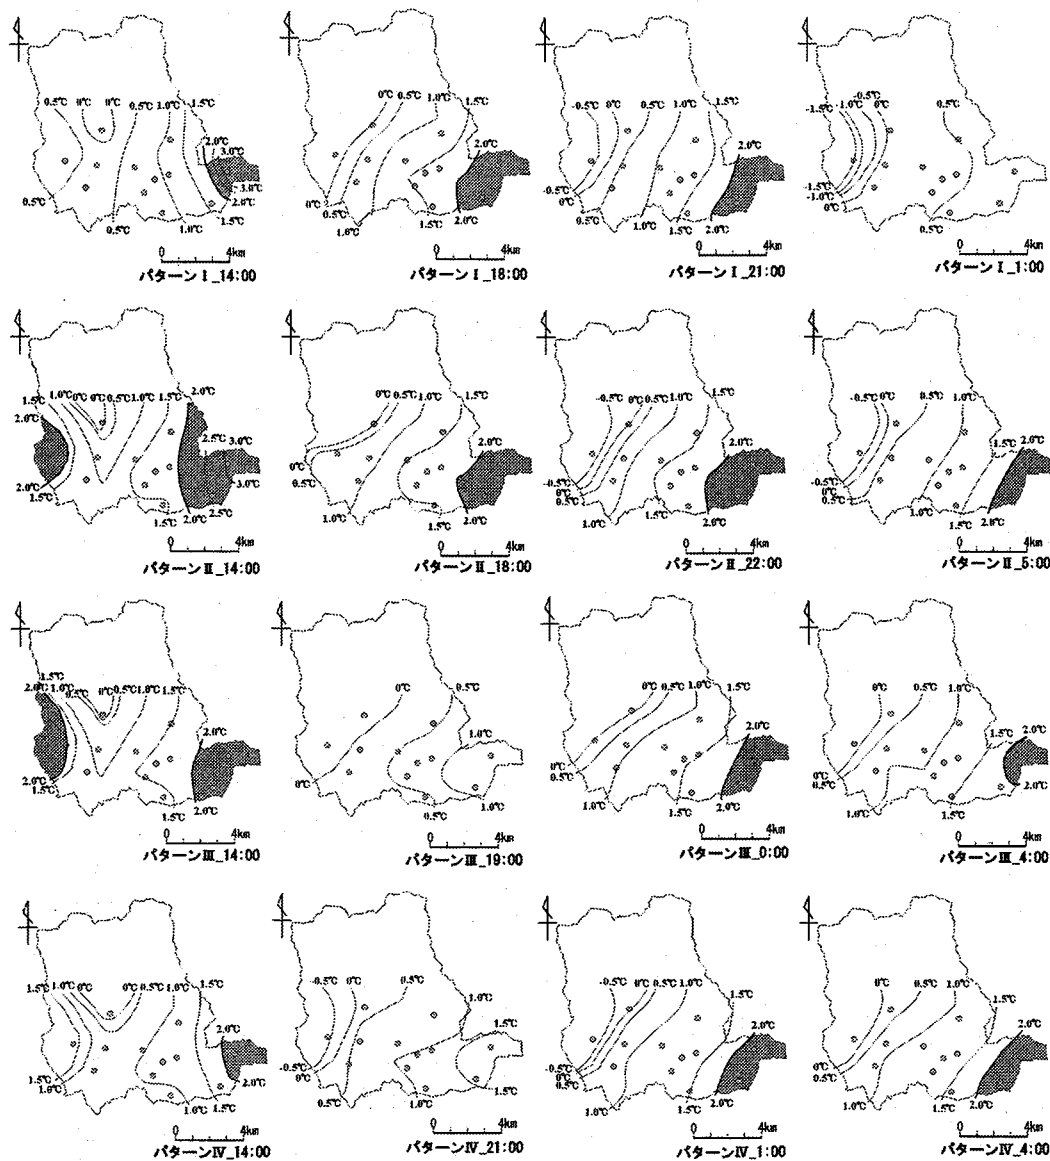 0.5℃ 0℃ 0℃ 0.5℃ 1.0℃ 1.5℃
2.0℃
3.0℃
3.0℃
2.0℃
1.5℃
0.5℃
0.5℃
1.0℃
0 4km
パターンⅠ_14:00
0℃ 0.5℃ 1.0℃ 1.5℃
2.0℃
0℃
0.5℃
1.0℃
1.5℃
2.0℃
0 4km
パターンⅠ_18:00
-0.5℃ 0℃ 0.5℃ 1.0℃ 1.5℃
2.0℃
-0.5℃
0℃
0.5℃
1.0℃
1.5℃
2.0℃
0 4km
パターンⅠ_21:00
-0.5℃
-1.5℃ -1.0℃ 0℃ 0.5℃
-1.5℃
-1.0℃
0℃
0.5℃
0 4km
パターンⅠ_1:00
1.5℃ 1.0℃ 0℃ 0℃ 0.5℃ 1.0℃ 1.5℃ 2.0℃
2.0℃
2.5℃
3.0℃
3.0℃
2.0℃
1.5℃
1.5℃
2.0℃
2.5℃
0 4km
パターンⅡ_14:00
0℃ 0.5℃ 1.0℃ 1.5℃
2.0℃
0℃
0.5℃
1.0℃
1.5℃
2.0℃
0 4km
パターンⅡ_18:00
-0.5℃ 0℃ 0.5℃ 1.0℃ 1.5℃
2.0℃
-0.5℃
0℃
0.5℃
1.0℃
1.5℃
2.0℃
0 4km
パターンⅡ_22:00
-0.5℃ 0℃ 0.5℃ 1.0℃
1.5℃ 2.0℃
-0.5℃
0℃
0.5℃
1.0℃
1.5℃
2.0℃
0 4km
パターンⅡ_5:00
1.5℃
2.0℃ 1.0℃ 0.5℃ 0℃ 0.5℃ 1.0℃ 1.5℃
2.0℃
2.0℃
1.5℃
1.5℃
2.0℃
0 4km
パターンⅢ_14:00
0℃ 0.5℃
1.0℃
0℃
0.5℃
1.0℃
0 4km
パターンⅢ_19:00
0℃ 0.5℃ 1.0℃ 1.5℃
2.0℃
0℃
0.5℃
1.0℃
1.5℃
2.0℃
0 4km
パターンⅢ_0:00
0℃ 0.5℃ 1.0℃
1.5℃ 2.0℃
0℃
0.5℃
1.0℃
1.5℃
2.0℃
0 4km
パターンⅢ_4:00
1.5℃ 1.0℃ 0℃ 0℃ 0.5℃ 1.0℃ 1.5℃
2.0℃
1.5℃
1.0℃
1.0℃
1.5℃
2.0℃
0 4km
パターンⅣ_14:00
-0.5℃ 0℃ 0.5℃
1.0℃
1.5℃
-0.5℃
0℃
0.5℃
1.0℃
1.5℃
0 4km
パターンⅣ_21:00
-0.5℃ 0℃ 0.5℃ 1.0℃
1.5℃
2.0℃
-0.5℃
0℃
0.5℃
1.0℃
1.5℃
2.0℃
0 4km
パターンⅣ_1:00
0℃ 0.5℃ 1.0℃
1.5℃
2.0℃
0℃
0.5℃
1.0℃
1.5℃
2.0℃
0 4km
パターンⅣ_4:00